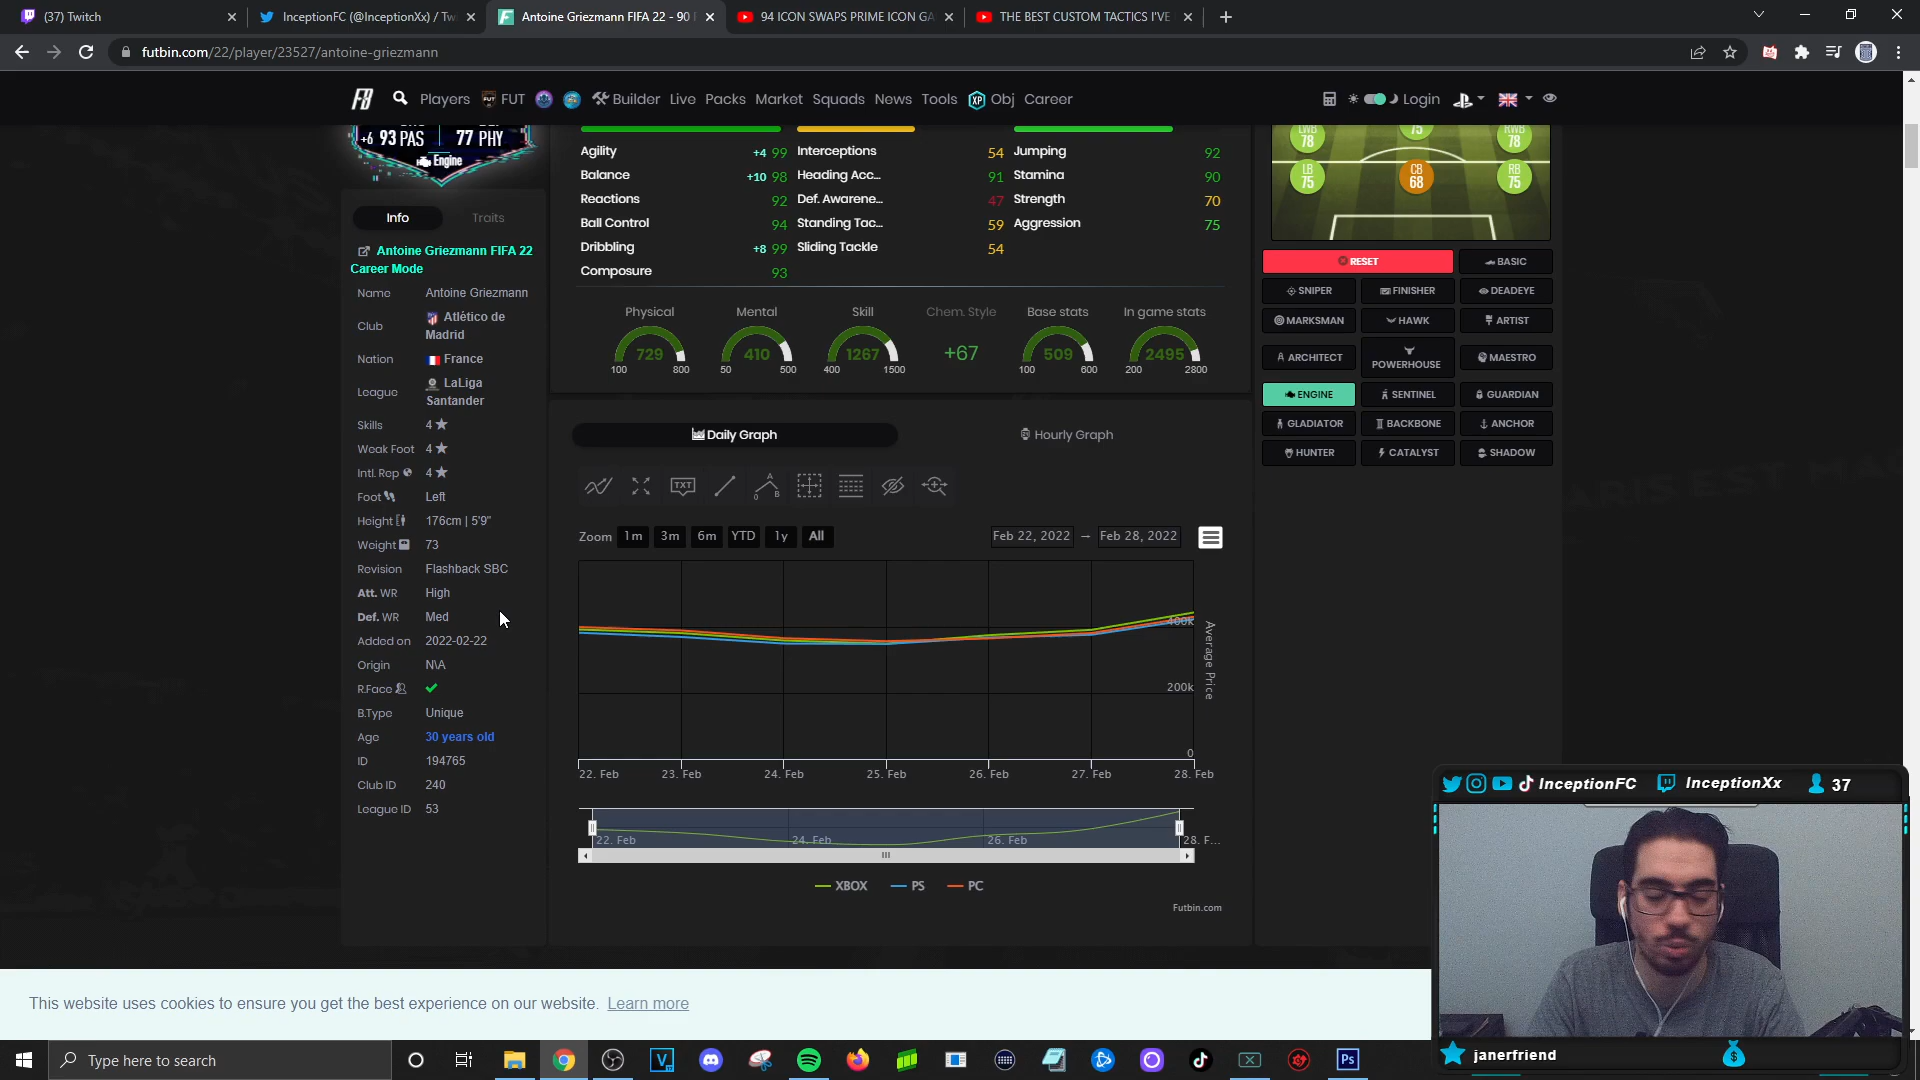 (37) Twitch
InceptionFC (@InceptionXx) / Tw
Antoine Griezmann FIFA 22 - 90
94 ICON SWAPS PRIME ICON GA
THE BEST CUSTOM TACTICS I'VE
futbin.com/22/player/23527/antoine-griezmann
Players FUT Builder Live Packs Market Squads News Tools XP Obj Career
Login
+6 93 PAS 77 PHY
Engine
Info Traits
Antoine Griezmann FIFA 22
Career Mode
Name Antoine Griezmann
Club Atlético de
Madrid
Nation France
League LaLiga
Santander
Skills 4
Weak Foot 4
Intl. Rep 4
Foot Left
Height 176cm | 5'9"
Weight 73
Revision Flashback SBC
Att. WR High
Def. WR Med
Added on 2022-02-22
Origin N\A
R.Face
B.Type Unique
Age 30 years old
ID 194765
Club ID 240
League ID 53
Agility +4 99 Interceptions 54 Jumping 92
Balance +10 98 Heading Acc... 91 Stamina 90
Reactions 92 Def. Awarene... 47 Strength 70
Ball Control 94 Standing Tac... 59 Aggression 75
Dribbling +8 99 Sliding Tackle 54
Composure 93
Physical Mental Skill Chem. Style Base stats In game stats
729 410 1267 +67 509 2495
100 800 50 500 400 1500 100 600 200 2800
Daily Graph Hourly Graph
TXT
A
0 B
Zoom 1m 3m 6m YTD 1y All Feb 22, 2022 → Feb 28, 2022
400k
200k
0
Average Price
22. Feb 23. Feb 24. Feb 25. Feb 26. Feb 27. Feb 28. Feb
22. Feb 24. Feb 26. Feb 28. F...
XBOX PS PC
Futbin.com
LWB
78
75
RWB
78
LB
75
CB
68
RB
75
RESET BASIC
SNIPER FINISHER DEADEYE
MARKSMAN HAWK ARTIST
ARCHITECT POWERHOUSE MAESTRO
ENGINE SENTINEL GUARDIAN
GLADIATOR BACKBONE ANCHOR
HUNTER CATALYST SHADOW
InceptionFC InceptionXx 37
janerfriend
This website uses cookies to ensure you get the best experience on our website. Learn more
Type here to search
Ps